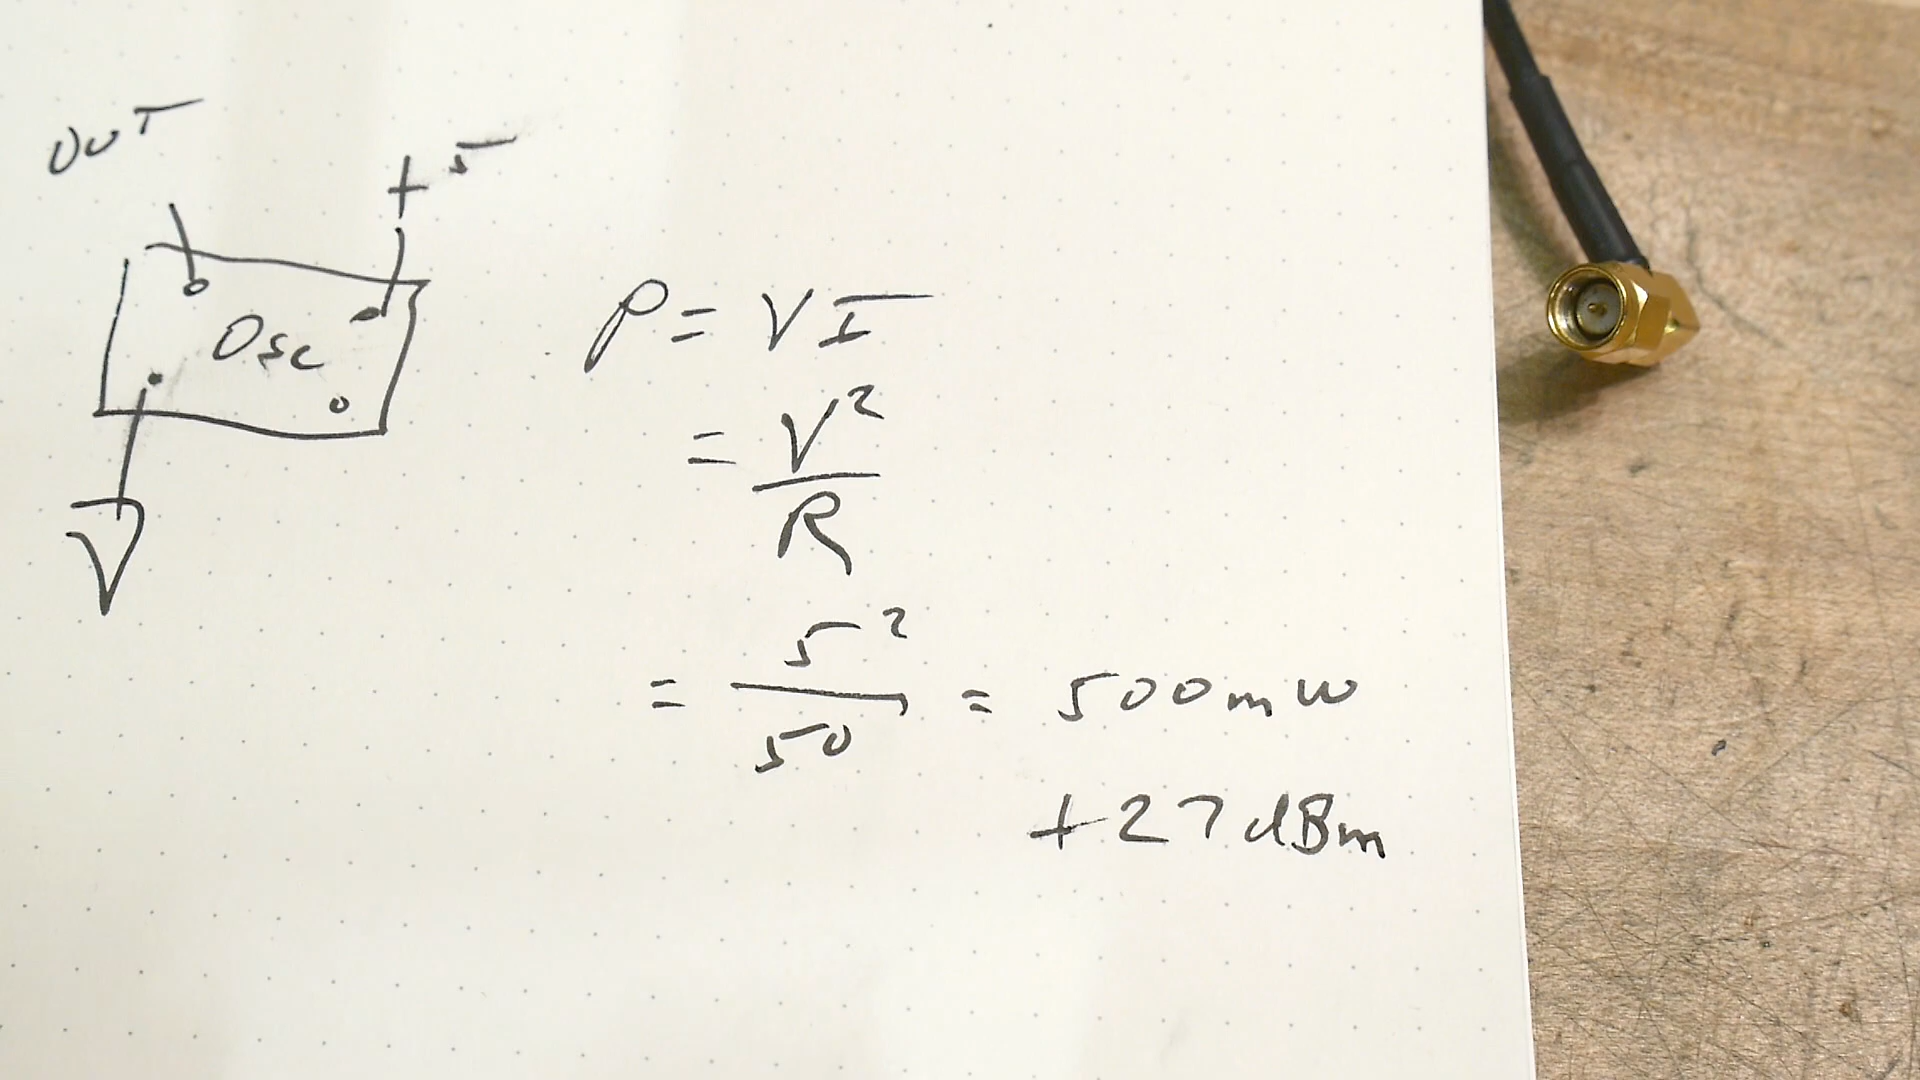 OUT
+5
Osc
P = VI
= V²/R
= 5²/50 = 500mW
+27dBm